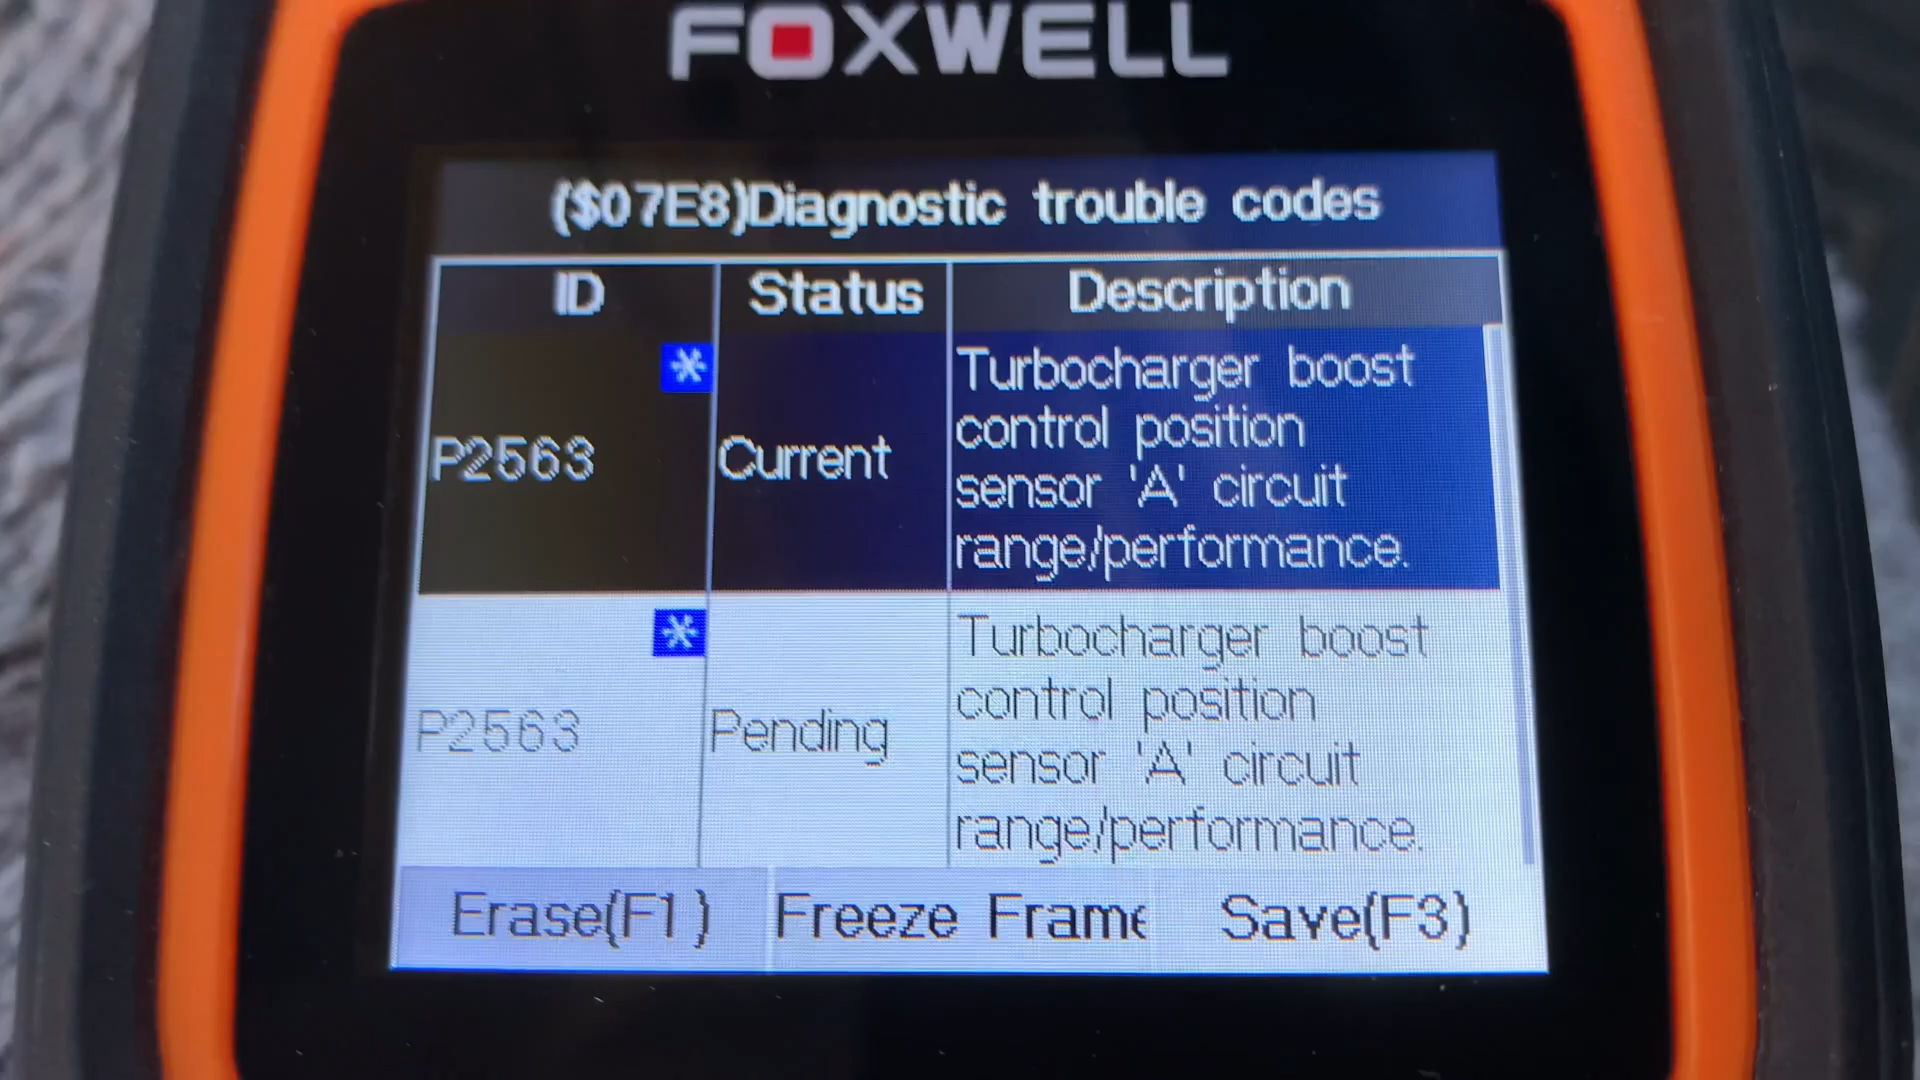 FOXWELL
($07E8)Diagnostic trouble codes
ID Status Description
*
P2563 Current Turbocharger boost
control position
sensor 'A' circuit
range/performance.
*
P2563 Pending Turbocharger boost
control position
sensor 'A' circuit
range/performance.
Erase(F1) Freeze Frame Save(F3)